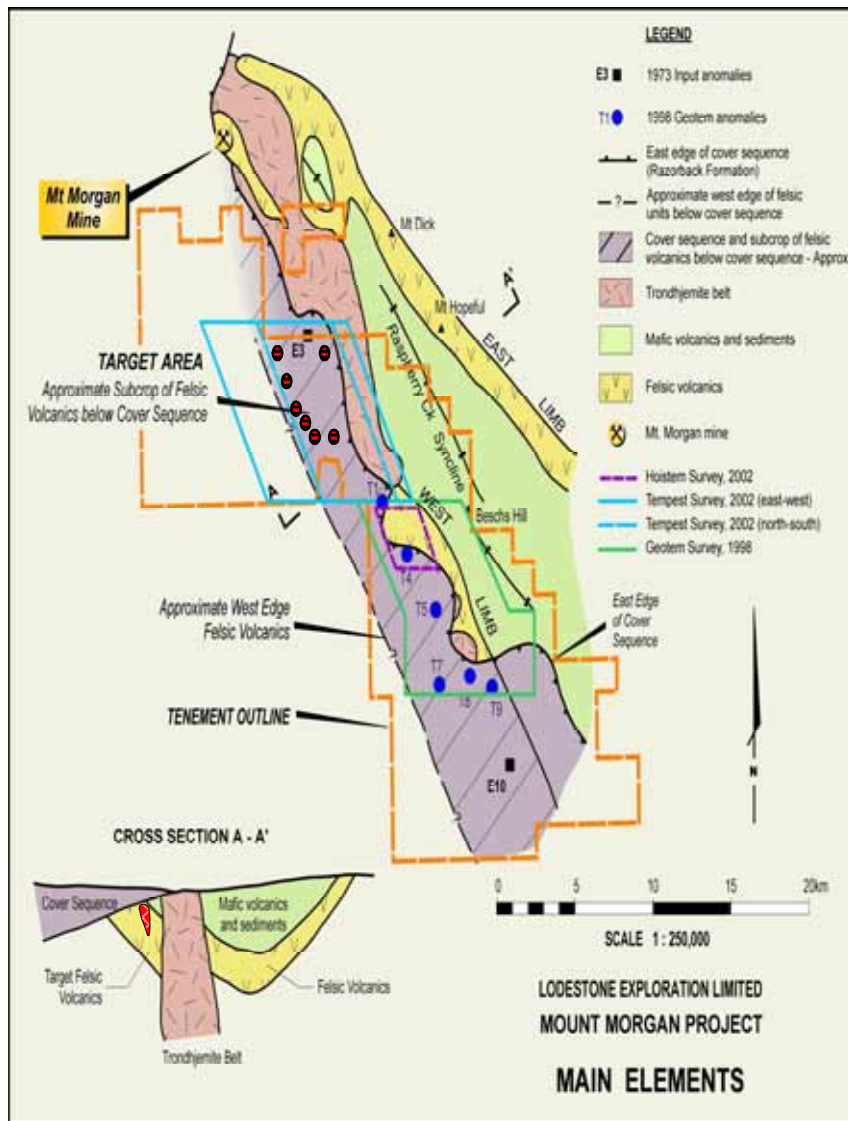 LEGEND
E3 1973 Input anomalies
T1 1998 Geotem anomalies
East edge of cover sequence
(Razorback Formation)
? Approximate west edge of felsic
units below cover sequence
Cover sequence and subcrop of felsic
volcanics below cover sequence - Approx
Trondhjemite belt
Mafic volcanics and sediments
Felsic volcanics
Mt. Morgan mine
Hoistem Survey, 2002
Tempest Survey, 2002 (east-west)
Tempest Survey, 2002 (north-south)
Geotem Survey, 1998
Mt Morgan
Mine
Mt Dick
A'
Mt Hopeful
EAST
LIMB
Raspberry Ck
Syncline
E3
TARGET AREA
Approximate Subcrop of Felsic
Volcanics below Cover Sequence
A
T1
WEST
LIMB
Beschs Hill
T4
T5
T7
T8
T9
E10
Approximate West Edge
Felsic Volcanics
East Edge
of Cover
Sequence
TENEMENT OUTLINE
N
CROSS SECTION A - A'
Cover Sequence
Mafic volcanics
and sediments
Target Felsic
Volcanics
Felsic Volcanics
Trondhjemite Belt
0 5 10 15 20km
SCALE 1 : 250,000
LODESTONE EXPLORATION LIMITED
MOUNT MORGAN PROJECT
MAIN ELEMENTS